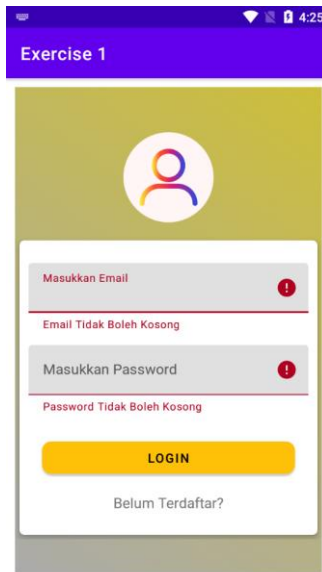 4:25
Exercise 1
Masukkan Email
Email Tidak Boleh Kosong
Masukkan Password
Password Tidak Boleh Kosong
LOGIN
Belum Terdaftar?